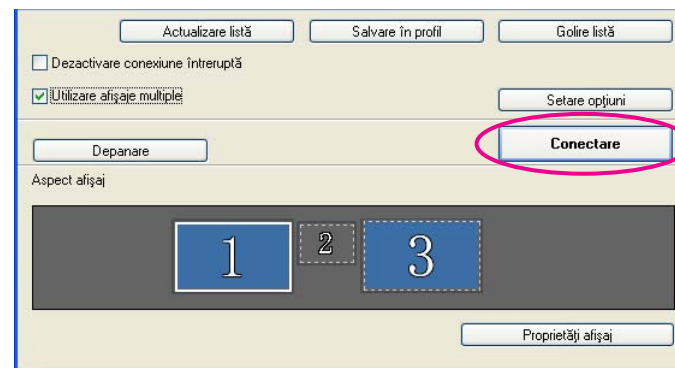 Actualizare listă Salvare în profil Golire listă
Dezactivare conexiune întreruptă
Utilizare afişaje multiple Setare opţiuni
Depanare Conectare
Aspect afişaj
1 2 3
Proprietăţi afişaj